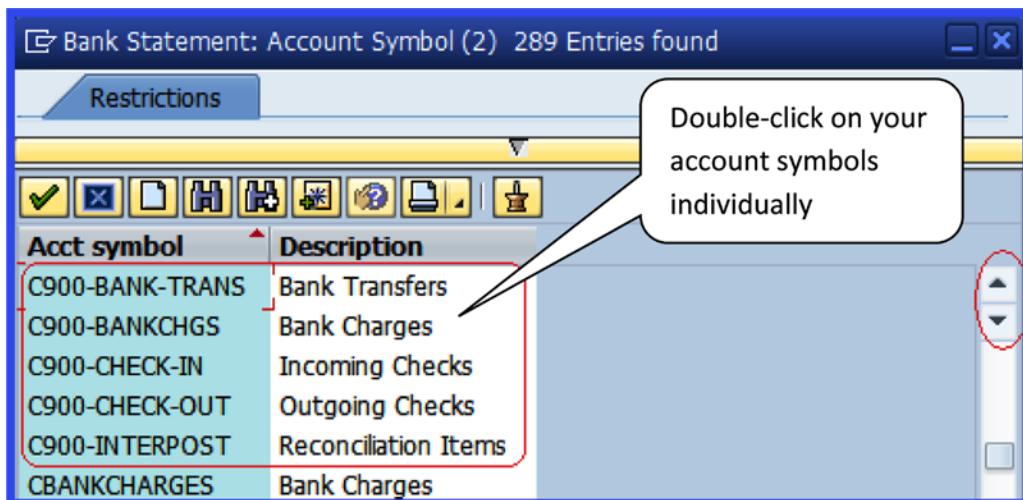 Bank Statement: Account Symbol (2) 289 Entries found
Restrictions
Double-click on your
account symbols
individually
Acct symbol Description
C900-BANK-TRANS Bank Transfers
C900-BANKCHGS Bank Charges
C900-CHECK-IN Incoming Checks
C900-CHECK-OUT Outgoing Checks
C900-INTERPOST Reconciliation Items
CBANKCHARGES Bank Charges